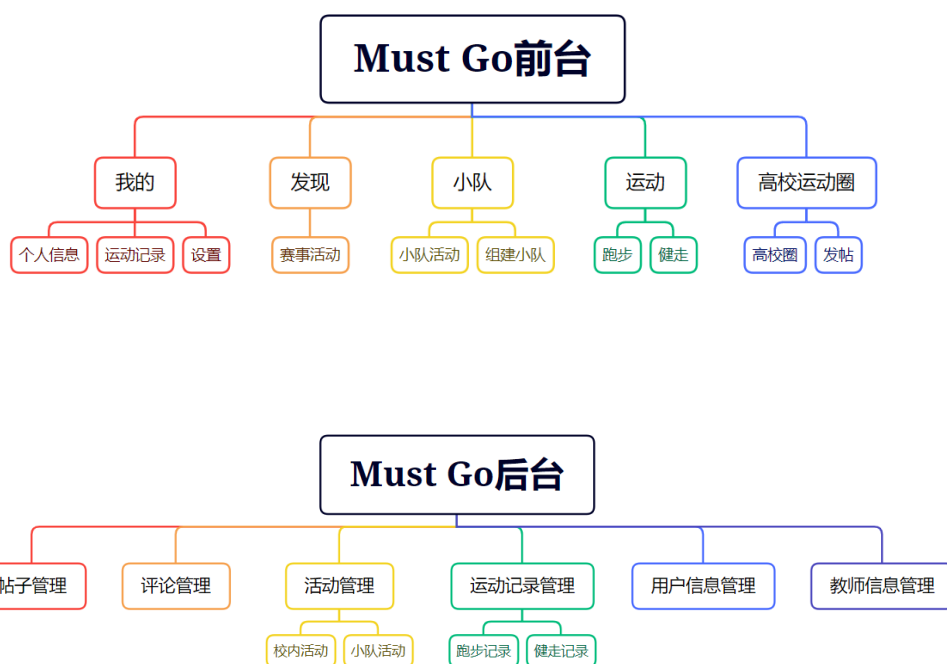 Must Go前台
我的
发现
小队
运动
高校运动圈
个人信息
运动记录
设置
赛事活动
小队活动
组建小队
跑步
健走
高校圈
发帖
Must Go后台
帖子管理
评论管理
活动管理
运动记录管理
用户信息管理
教师信息管理
校内活动
小队活动
跑步记录
健走记录